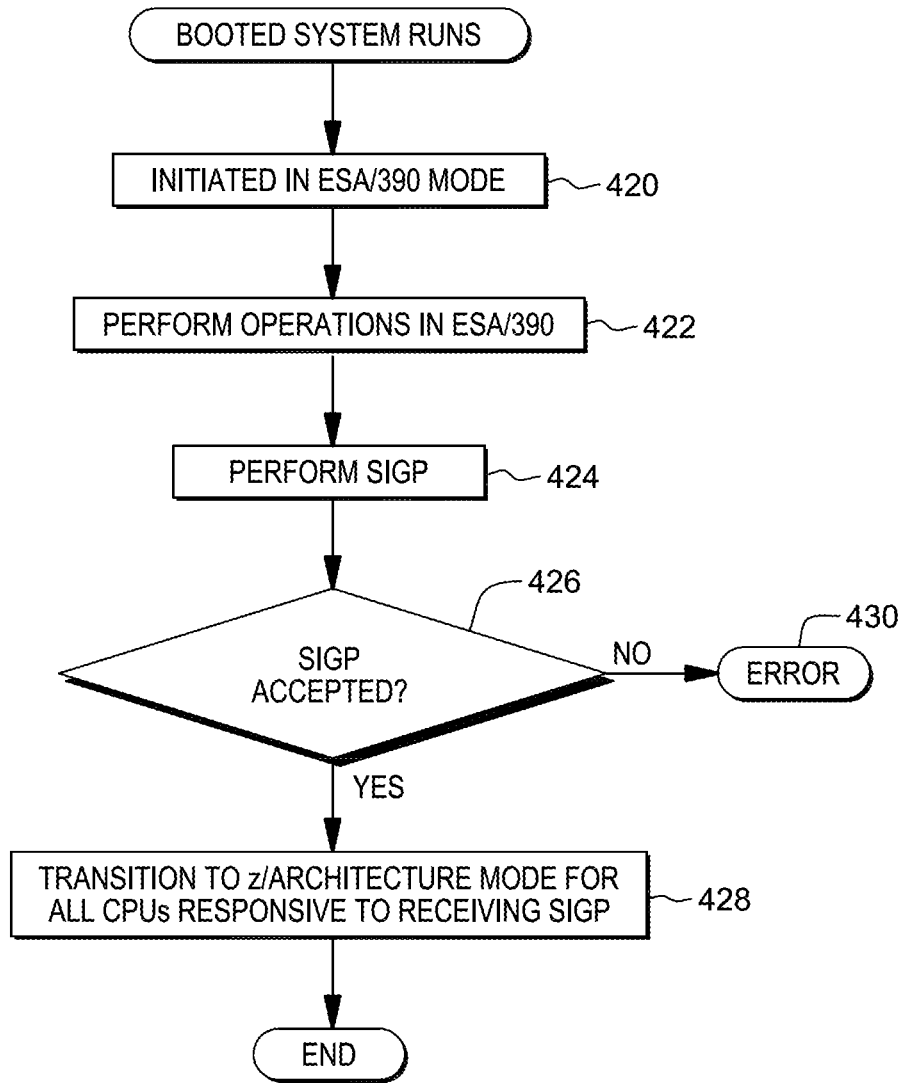 BOOTED SYSTEM RUNS
INITIATED IN ESA/390 MODE
420
PERFORM OPERATIONS IN ESA/390
422
PERFORM SIGP
424
426
SIGP
ACCEPTED?
NO
430
ERROR
YES
TRANSITION TO z/ARCHITECTURE MODE FOR
ALL CPUs RESPONSIVE TO RECEIVING SIGP
428
END